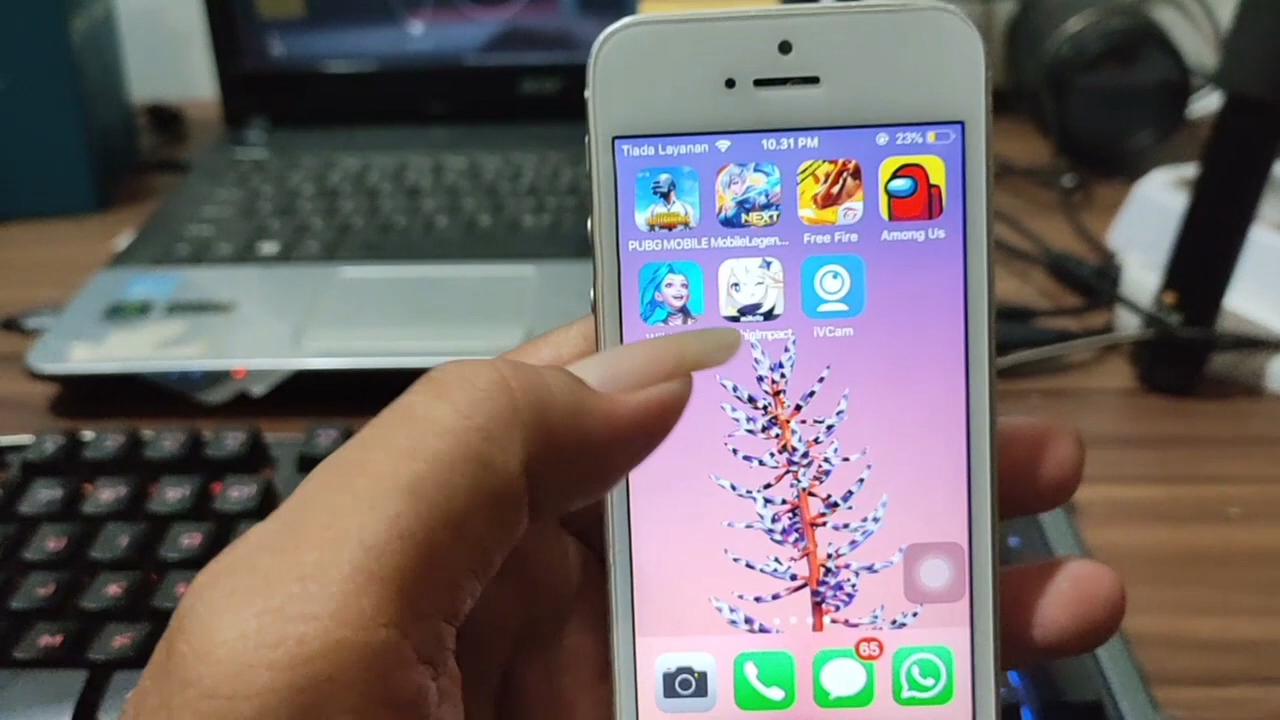 Tiada Layanan 10.31 PM 23%
NEXT
PUBG MOBILE MobileLegen... Free Fire Among Us
iVCam
65